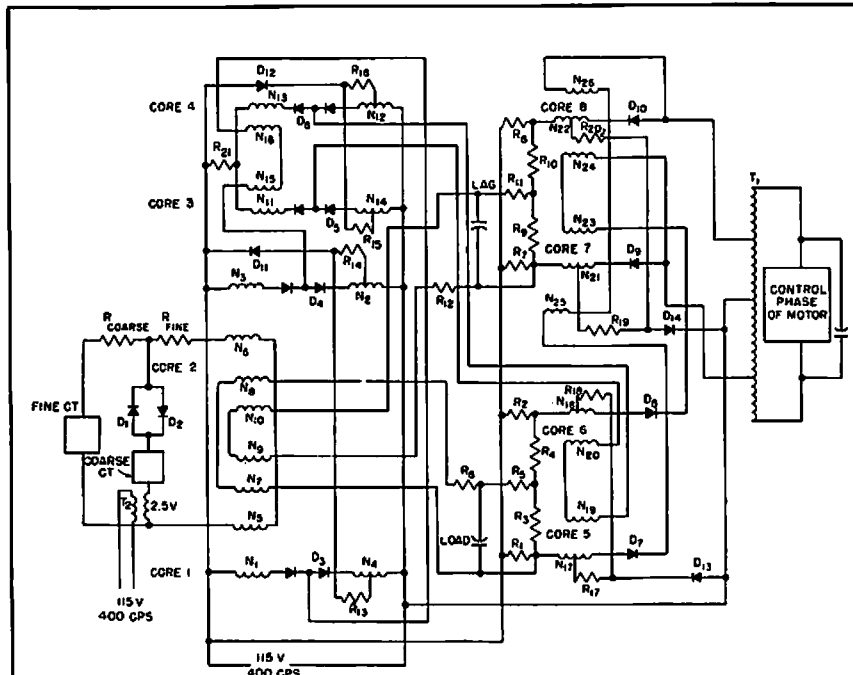 D12
R16
CORE 4
N13
D6
N12
R21
N16
N15
CORE 3
N11
D5
N14
R15
D11
R14
N3
D4
N2
R COARSE
R FINE
CORE 2
N6
D1
D2
FINE CT
COARSE CT
T2
2.5V
115 V
400 CPS
N8
N10
N9
N7
N5
CORE 1
N1
D3
N4
R13
115 V
400 CPS
N26
CORE 8
D10
R8
N22
R20
R10
N24
LAG
R11
R9
N23
R7
CORE 7
D9
N21
R12
N25
R19
D14
T1
CONTROL PHASE OF MOTOR
R18
R2
N18
D8
CORE 6
R4
N20
R6
R5
N19
R3
CORE 5
LOAD
R1
D7
N17
R17
D13